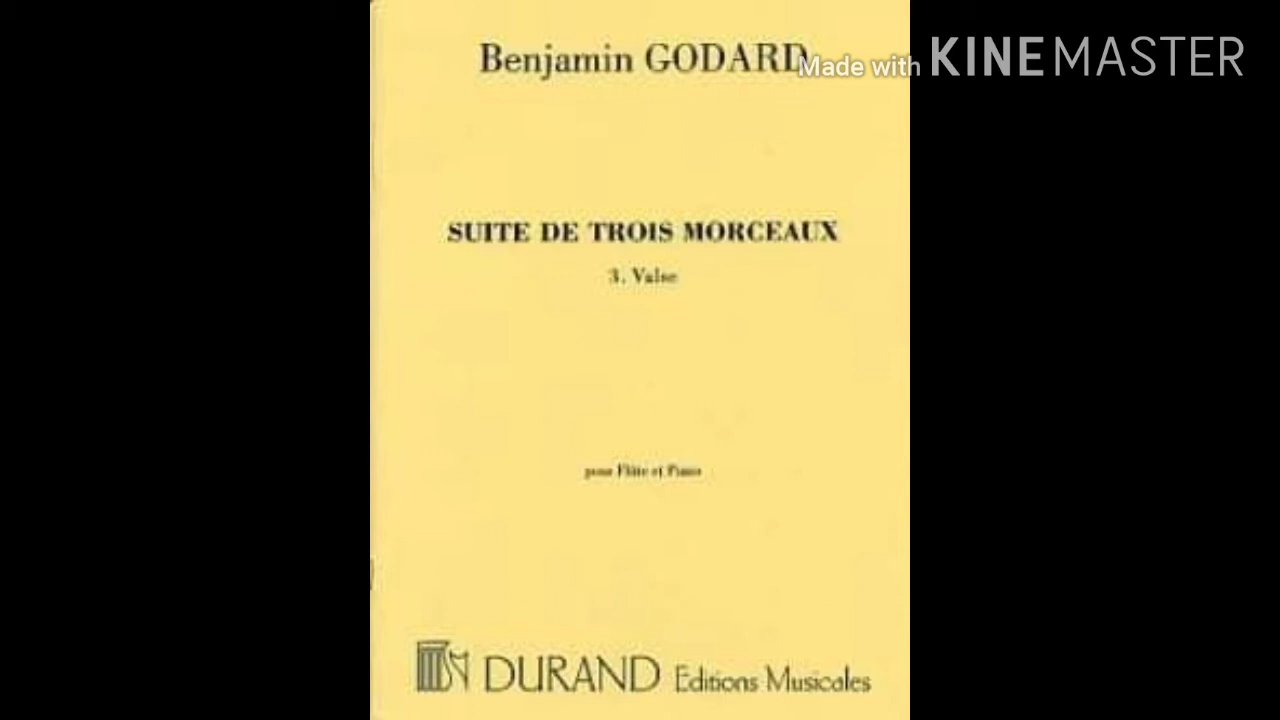 Benjamin GODARD
Made with KINEMASTER
SUITE DE TROIS MORCEAUX
3. Valse
pour Flûte et Piano
DURAND Editions Musicales